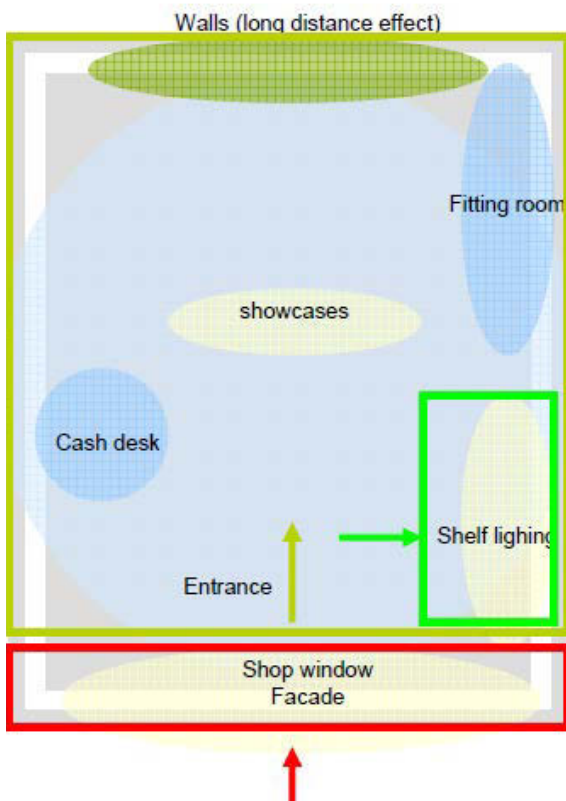 Walls (long distance effect)
Fitting room
showcases
Cash desk
Shelf lighing
Entrance
Shop window
Facade